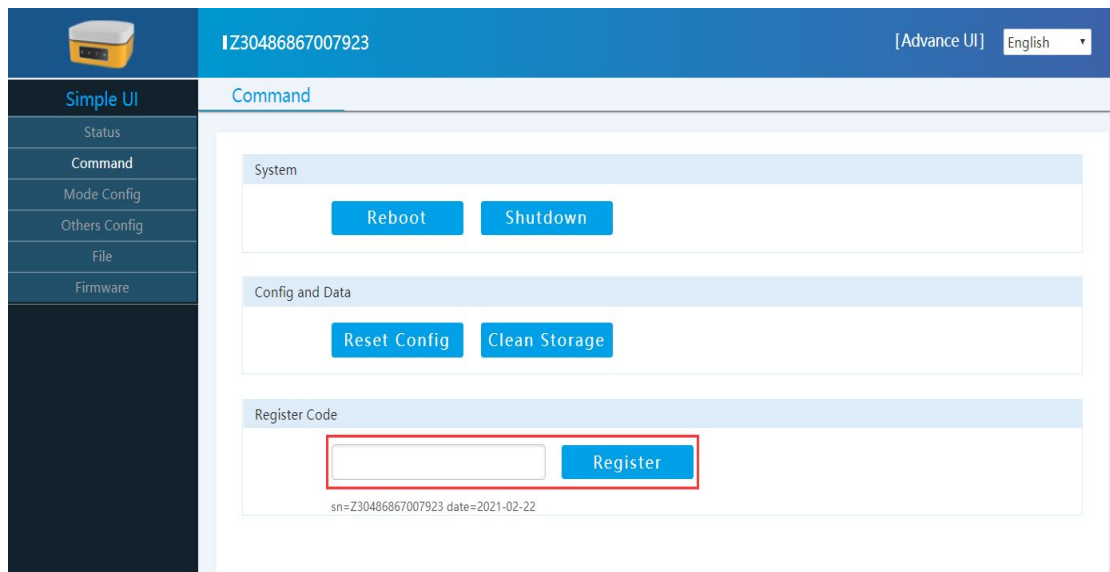 Z30486867007923
[Advance UI]
English
Simple UI
Status
Command
Mode Config
Others Config
File
Firmware
Command
System
Reboot
Shutdown
Config and Data
Reset Config
Clean Storage
Register Code
Register
sn=Z30486867007923 date=2021-02-22